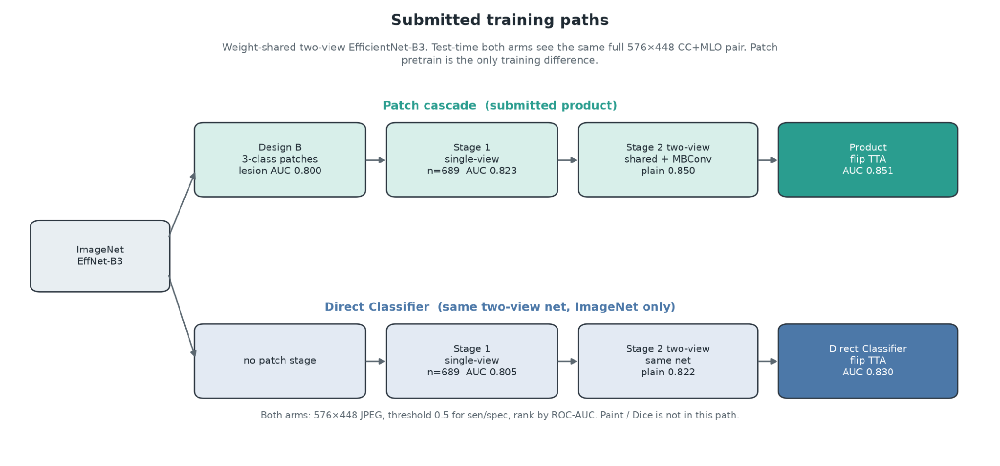 Submitted training paths
Weight-shared two-view EfficientNet-B3. Test-time both arms see the same full 576×448 CC+MLO pair. Patch
pretrain is the only training difference.
Patch cascade  (submitted product)
Design B
3-class patches
lesion AUC 0.800
Stage 1
single-view
n=689  AUC 0.823
Stage 2 two-view
shared + MBConv
plain 0.850
Product
flip TTA
AUC 0.851
ImageNet
EffNet-B3
Direct Classifier  (same two-view net, ImageNet only)
no patch stage
Stage 1
single-view
n=689  AUC 0.805
Stage 2 two-view
same net
plain 0.822
Direct Classifier
flip TTA
AUC 0.830
Both arms: 576×448 JPEG, threshold 0.5 for sen/spec, rank by ROC-AUC. Paint / Dice is not in this path.